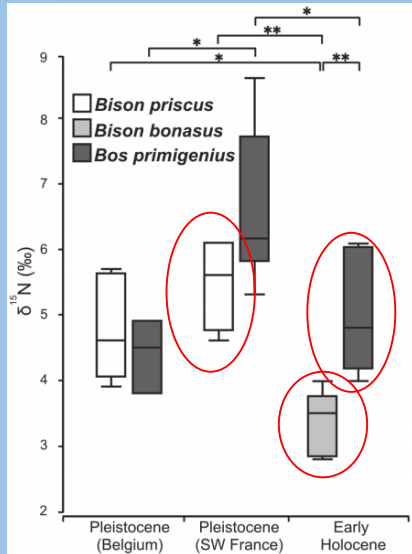 *
**
*
*
**
9
8
7
6
5
4
3
2
δ¹⁵N (‰)
Bison priscus
Bison bonasus
Bos primigenius
Pleistocene
(Belgium)
Pleistocene
(SW France)
Early
Holocene